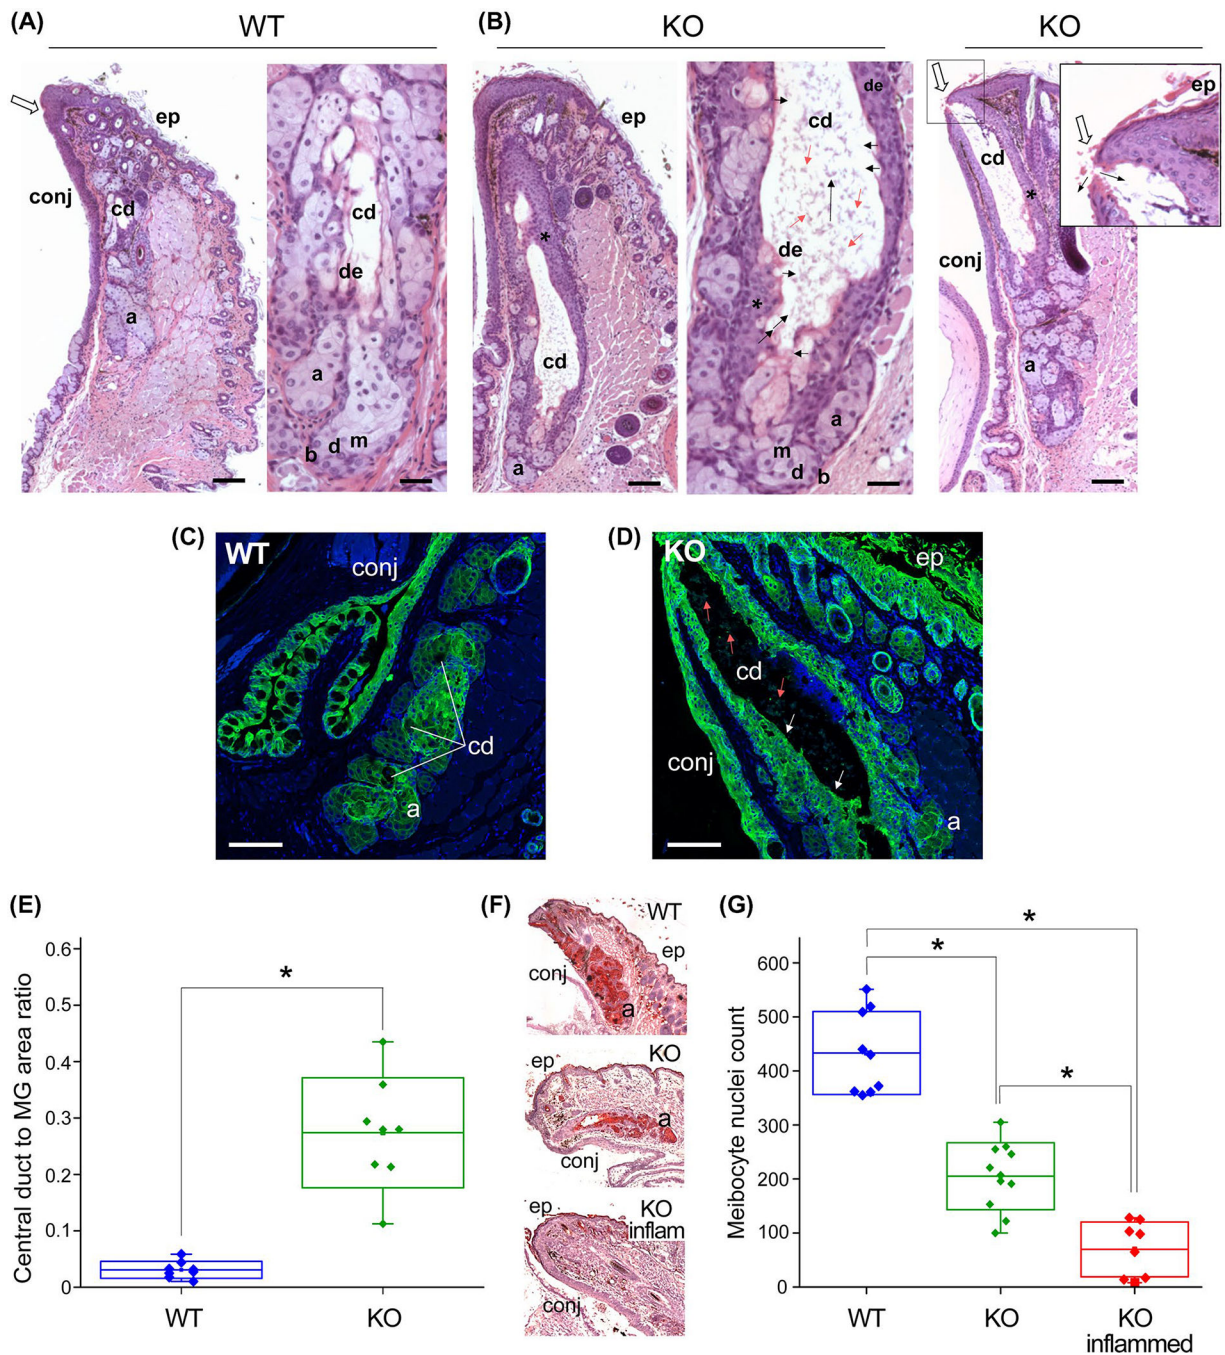 (A)
WT
(B)
KO
KO
ep
conj
cd
a
cd
de
a
m
d
b
ep
*
cd
a
de
cd
de
*
a
m
d
b
ep
cd
*
conj
a
(C)
WT
conj
cd
a
(D)
KO
ep
cd
conj
a
(E)
Central duct to MG area ratio
0.6
0.5
0.4
0.3
0.2
0.1
0
*
WT
KO
(F)
WT
ep
conj
a
KO
ep
a
conj
KO
inflam
ep
conj
(G)
Meibocyte nuclei count
600
500
400
300
200
100
0
*
*
*
WT
KO
KO
inflammed